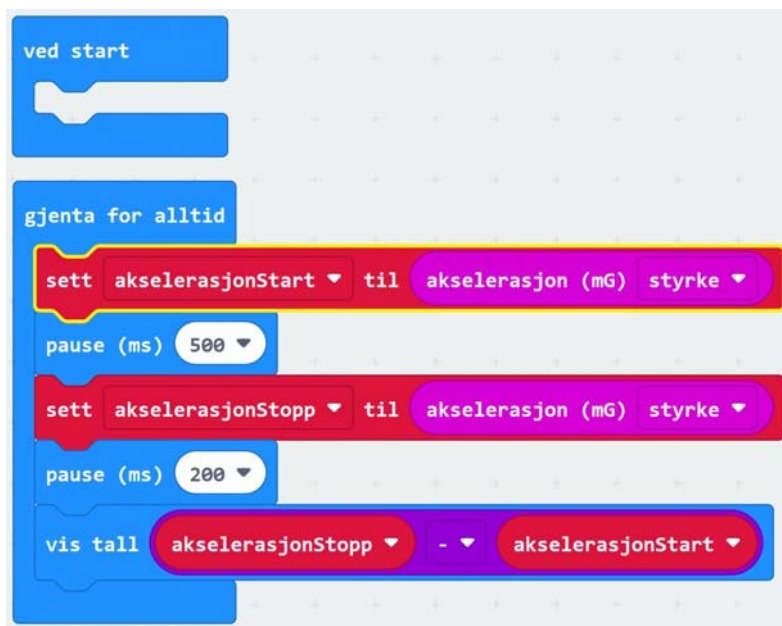 ved start
gjenta for alltid
sett akselerasjonStart til akselerasjon (mG) styrke
pause (ms) 500
sett akselerasjonStopp til akselerasjon (mG) styrke
pause (ms) 200
vis tall akselerasjonStopp - akselerasjonStart